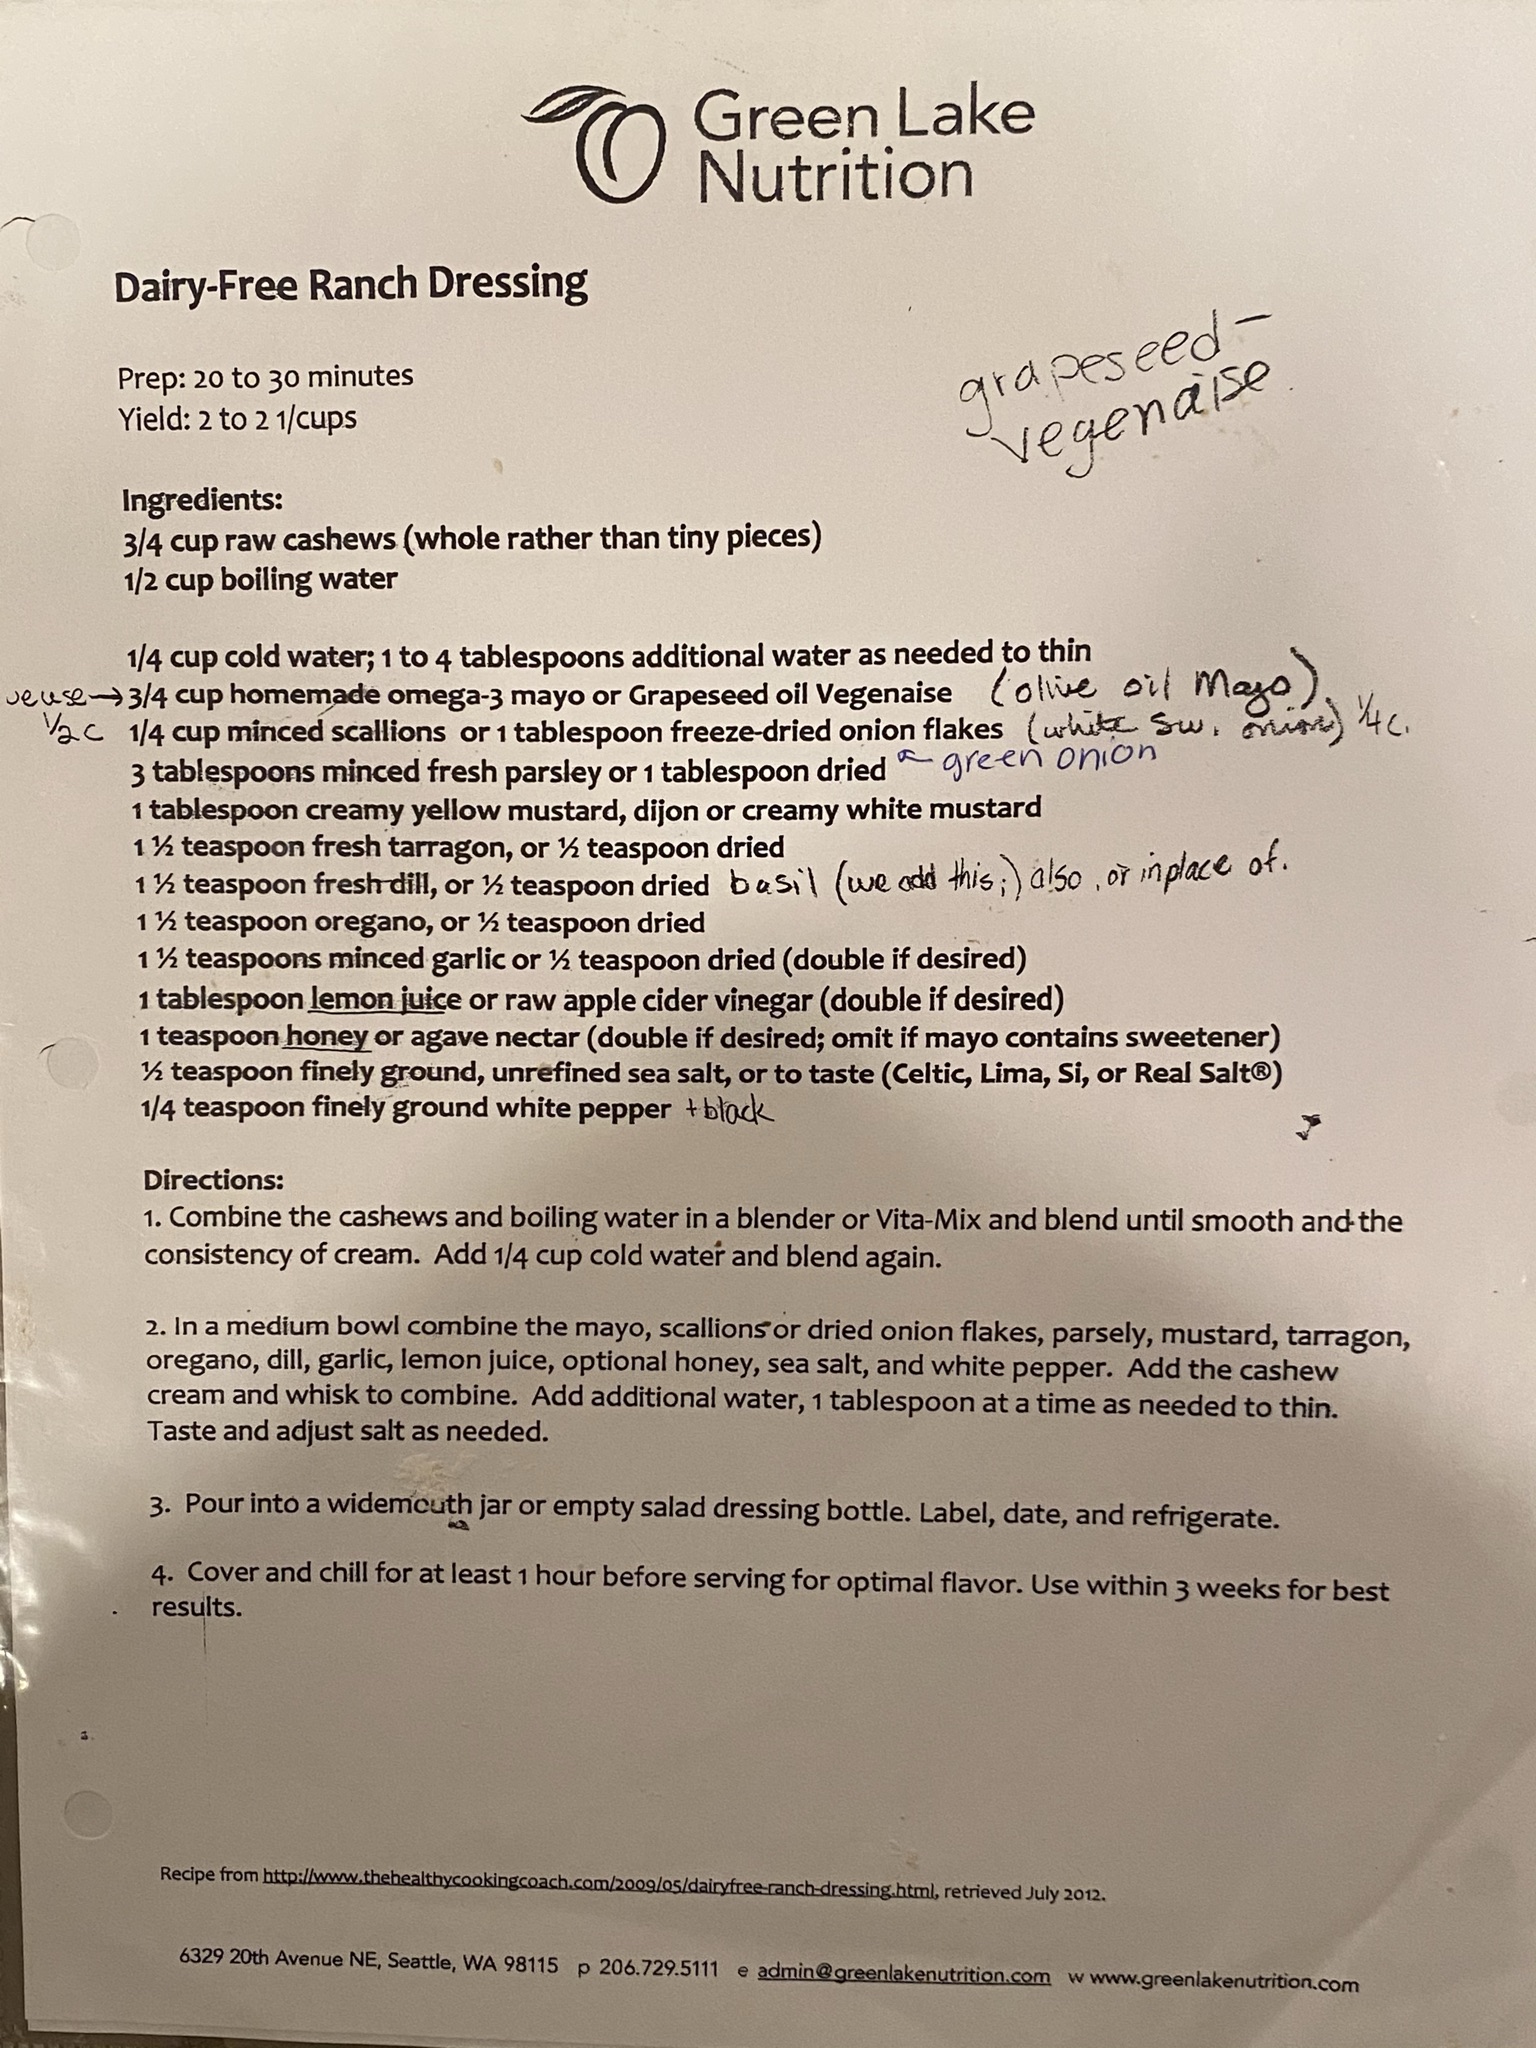 Green Lake
Nutrition
Dairy-Free Ranch Dressing
grapeseed-
vegenaise
Prep: 20 to 30 minutes
Yield: 2 to 2 1/cups
Ingredients:
3/4 cup raw cashews (whole rather than tiny pieces)
1/2 cup boiling water
1/4 cup cold water; 1 to 4 tablespoons additional water as needed to thin
use → 3/4 cup homemade omega-3 mayo or Grapeseed oil Vegenaise (olive oil Mayo)
1/2 c 1/4 cup minced scallions or 1 tablespoon freeze-dried onion flakes (white sw. onion) 1/4 c.
3 tablespoons minced fresh parsley or 1 tablespoon dried green onion
1 tablespoon creamy yellow mustard, dijon or creamy white mustard
1 ½ teaspoon fresh tarragon, or ½ teaspoon dried
1 ½ teaspoon fresh dill, or ½ teaspoon dried basil (we add this;) also, or in place of.
1 ½ teaspoon oregano, or ½ teaspoon dried
1 ½ teaspoons minced garlic or ½ teaspoon dried (double if desired)
1 tablespoon lemon juice or raw apple cider vinegar (double if desired)
1 teaspoon honey or agave nectar (double if desired; omit if mayo contains sweetener)
½ teaspoon finely ground, unrefined sea salt, or to taste (Celtic, Lima, Si, or Real Salt®)
1/4 teaspoon finely ground white pepper + black
Directions:
1. Combine the cashews and boiling water in a blender or Vita-Mix and blend until smooth and the
consistency of cream. Add 1/4 cup cold water and blend again.
2. In a medium bowl combine the mayo, scallions or dried onion flakes, parsely, mustard, tarragon,
oregano, dill, garlic, lemon juice, optional honey, sea salt, and white pepper. Add the cashew
cream and whisk to combine. Add additional water, 1 tablespoon at a time as needed to thin.
Taste and adjust salt as needed.
3. Pour into a widemouth jar or empty salad dressing bottle. Label, date, and refrigerate.
4. Cover and chill for at least 1 hour before serving for optimal flavor. Use within 3 weeks for best
results.
Recipe from http://www.thehealthycookingcoach.com/2009/05/dairyfree-ranch-dressing.html, retrieved July 2012.
6329 20th Avenue NE, Seattle, WA 98115 p 206.729.5111 e admin@greenlakenutrition.com w www.greenlakenutrition.com